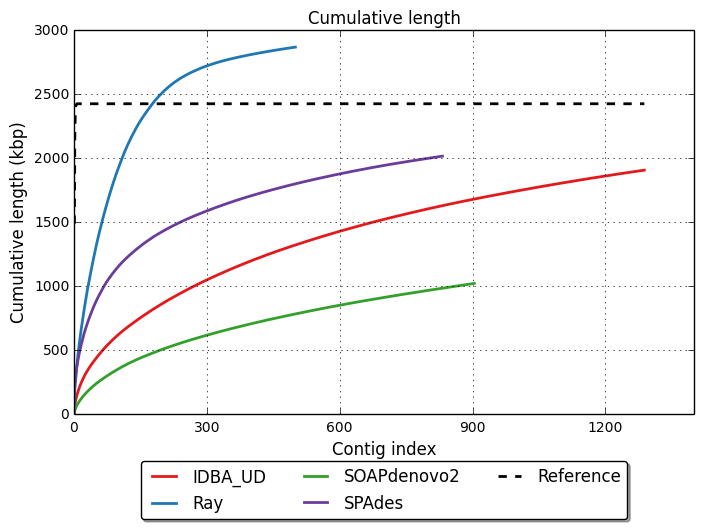 Cumulative length
3000
2500
2000
1500
1000
500
0
Cumulative length (kbp)
0 300 600 900 1200
Contig index
IDBA_UD SOAPdenovo2 Reference
Ray SPAdes